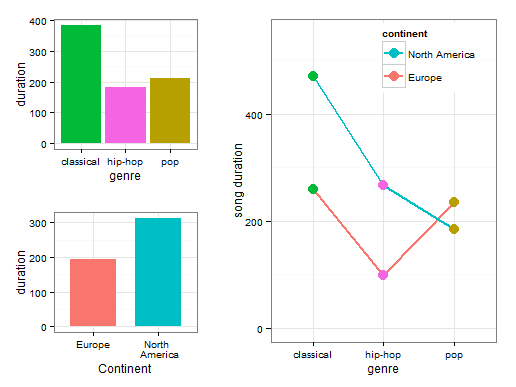 400
300
200
100
0
duration
classical hip-hop pop
genre
300
200
100
0
duration
Europe North
America
Continent
continent
North America
Europe
400
200
0
song duration
classical hip-hop pop
genre